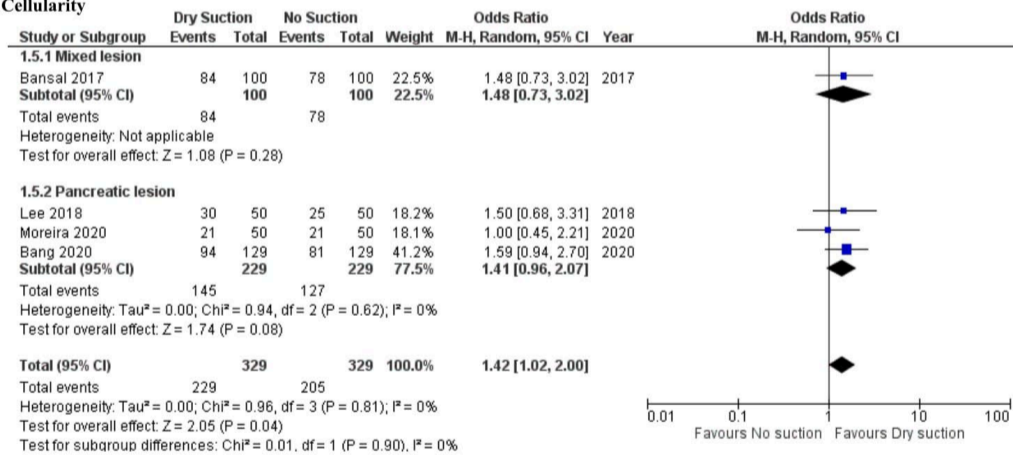 Cellularity
Dry Suction No Suction Odds Ratio Odds Ratio
Study or Subgroup Events Total Events Total Weight M-H, Random, 95% CI Year M-H, Random, 95% CI
1.5.1 Mixed lesion
Bansal 2017 84 100 78 100 22.5% 1.48 [0.73, 3.02] 2017
Subtotal (95% CI) 100 100 22.5% 1.48 [0.73, 3.02]
Total events 84 78
Heterogeneity: Not applicable
Test for overall effect: Z = 1.08 (P = 0.28)
1.5.2 Pancreatic lesion
Lee 2018 30 50 25 50 18.2% 1.50 [0.68, 3.31] 2018
Moreira 2020 21 50 21 50 18.1% 1.00 [0.45, 2.21] 2020
Bang 2020 94 129 81 129 41.2% 1.59 [0.94, 2.70] 2020
Subtotal (95% CI) 229 229 77.5% 1.41 [0.96, 2.07]
Total events 145 127
Heterogeneity: Tau² = 0.00; Chi² = 0.94, df = 2 (P = 0.62); I² = 0%
Test for overall effect: Z = 1.74 (P = 0.08)
Total (95% CI) 329 329 100.0% 1.42 [1.02, 2.00]
Total events 229 205
Heterogeneity: Tau² = 0.00; Chi² = 0.96, df = 3 (P = 0.81); I² = 0%
Test for overall effect: Z = 2.05 (P = 0.04)
Test for subgroup differences: Chi² = 0.01, df = 1 (P = 0.90), I² = 0%
0.01 0.1 1 10 100
Favours No suction Favours Dry suction